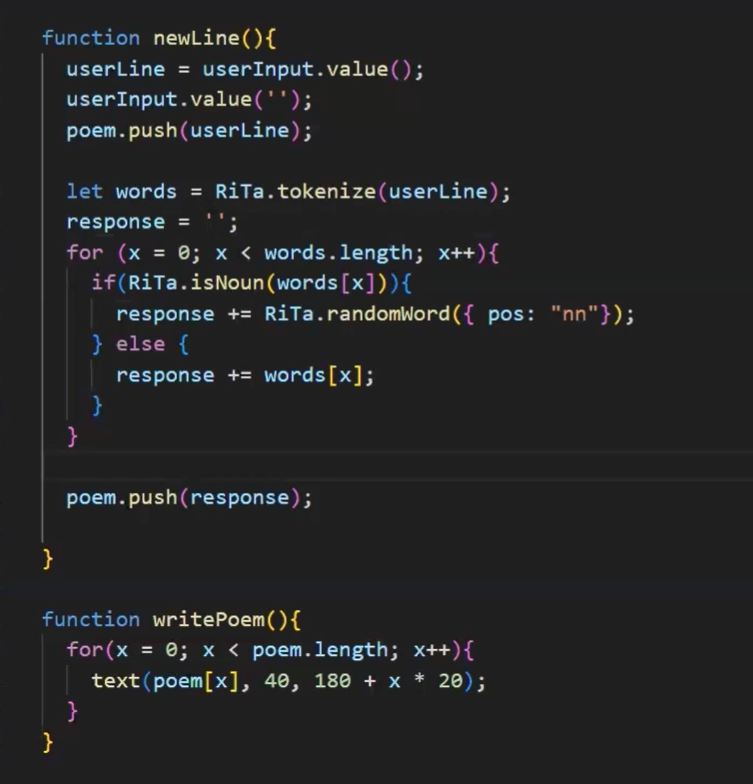 function newLine(){
  userLine = userInput.value();
  userInput.value('');
  poem.push(userLine);

  let words = RiTa.tokenize(userLine);
  response = '';
  for (x = 0; x < words.length; x++){
    if(RiTa.isNoun(words[x])){
      response += RiTa.randomWord({ pos: "nn"});
    } else {
      response += words[x];
    }
  }

  poem.push(response);

}

function writePoem(){
  for(x = 0; x < poem.length; x++){
    text(poem[x], 40, 180 + x * 20);
  }
}